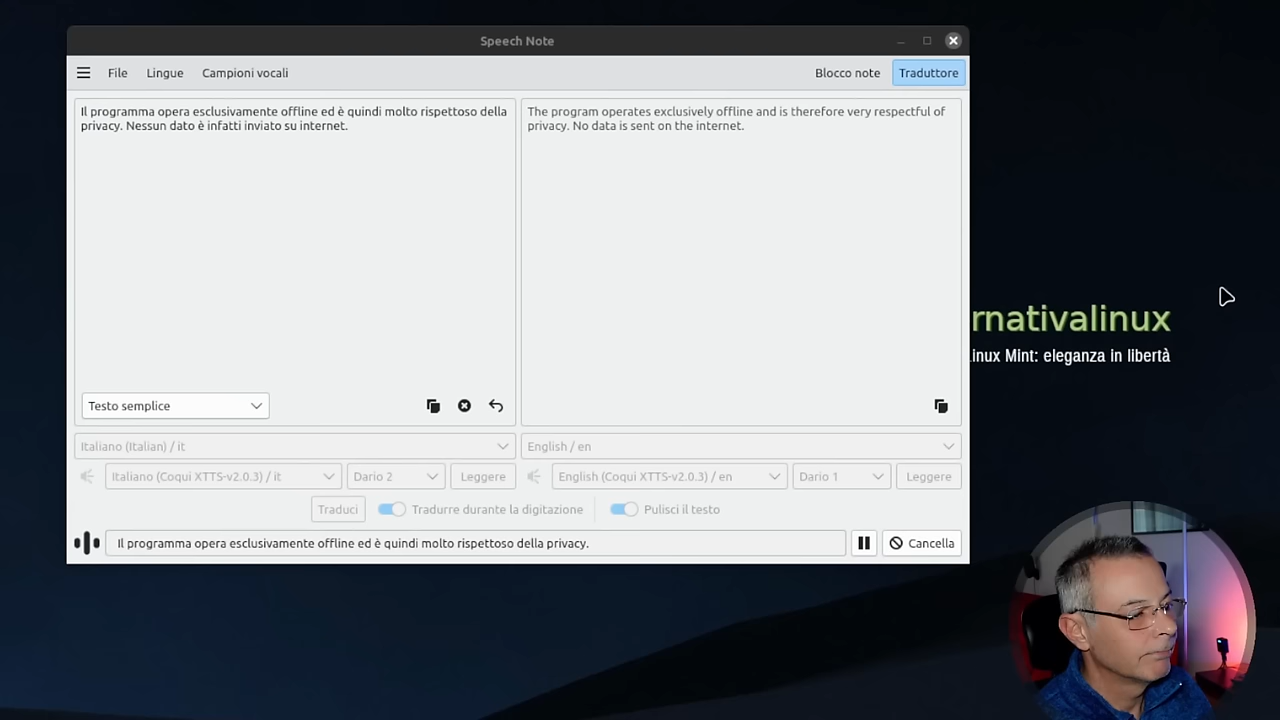 Speech Note
File Lingue Campioni vocali Blocco note Traduttore
Il programma opera esclusivamente offline ed è quindi molto rispettoso della
privacy. Nessun dato è infatti inviato su internet.
The program operates exclusively offline and is therefore very respectful of
privacy. No data is sent on the internet.
rnativalinux
Linux Mint: eleganza in libertà
Testo semplice
Italiano (Italian) / it
English / en
Italiano (Coqui XTTS-v2.0.3) / it Dario 2 Leggere
English (Coqui XTTS-v2.0.3) / en Dario 1 Leggere
Traduci Tradurre durante la digitazione Pulisci il testo
Il programma opera esclusivamente offline ed è quindi molto rispettoso della privacy.
Cancella